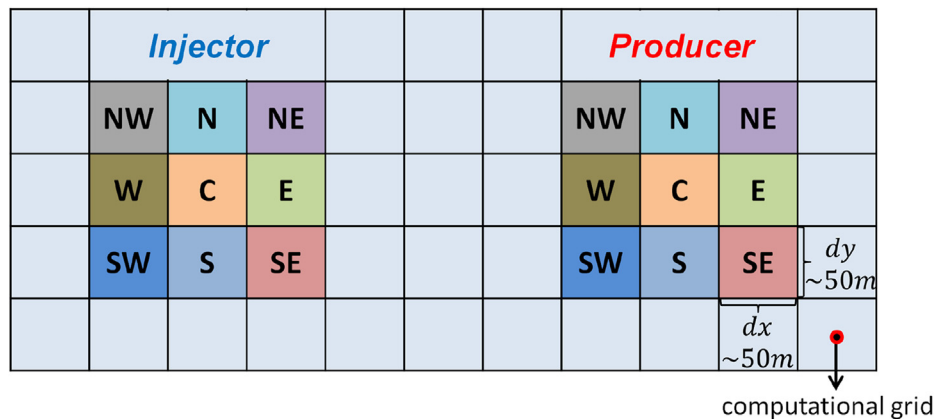 Injector Producer
NW N NE NW N NE
W C E W C E
SW S SE SW S SE
dy
~50m
dx
~50m
computational grid